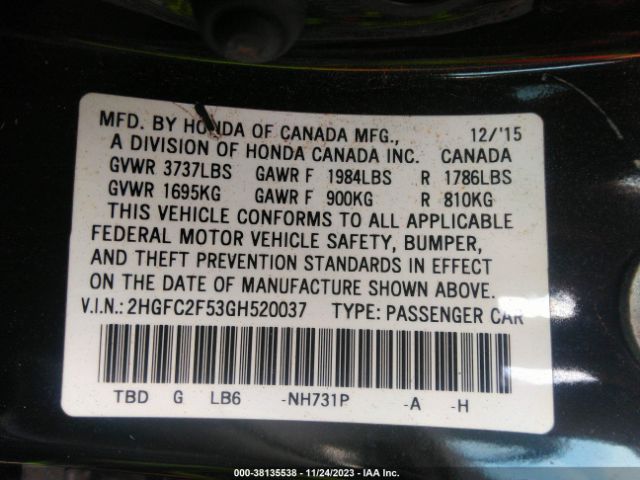 MFD. BY HONDA OF CANADA MFG., 12/'15
A DIVISION OF HONDA CANADA INC. CANADA
GVWR 3737LBS GAWR F 1984LBS R 1786LBS
GVWR 1695KG GAWR F 900KG R 810KG
THIS VEHICLE CONFORMS TO ALL APPLICABLE
FEDERAL MOTOR VEHICLE SAFETY, BUMPER,
AND THEFT PREVENTION STANDARDS IN EFFECT
ON THE DATE OF MANUFACTURE SHOWN ABOVE.
V.I.N.: 2HGFC2F53GH520037 TYPE: PASSENGER CAR
TBD G LB6 -NH731P -A -H
000-38135538 - 11/24/2023 - IAA Inc.